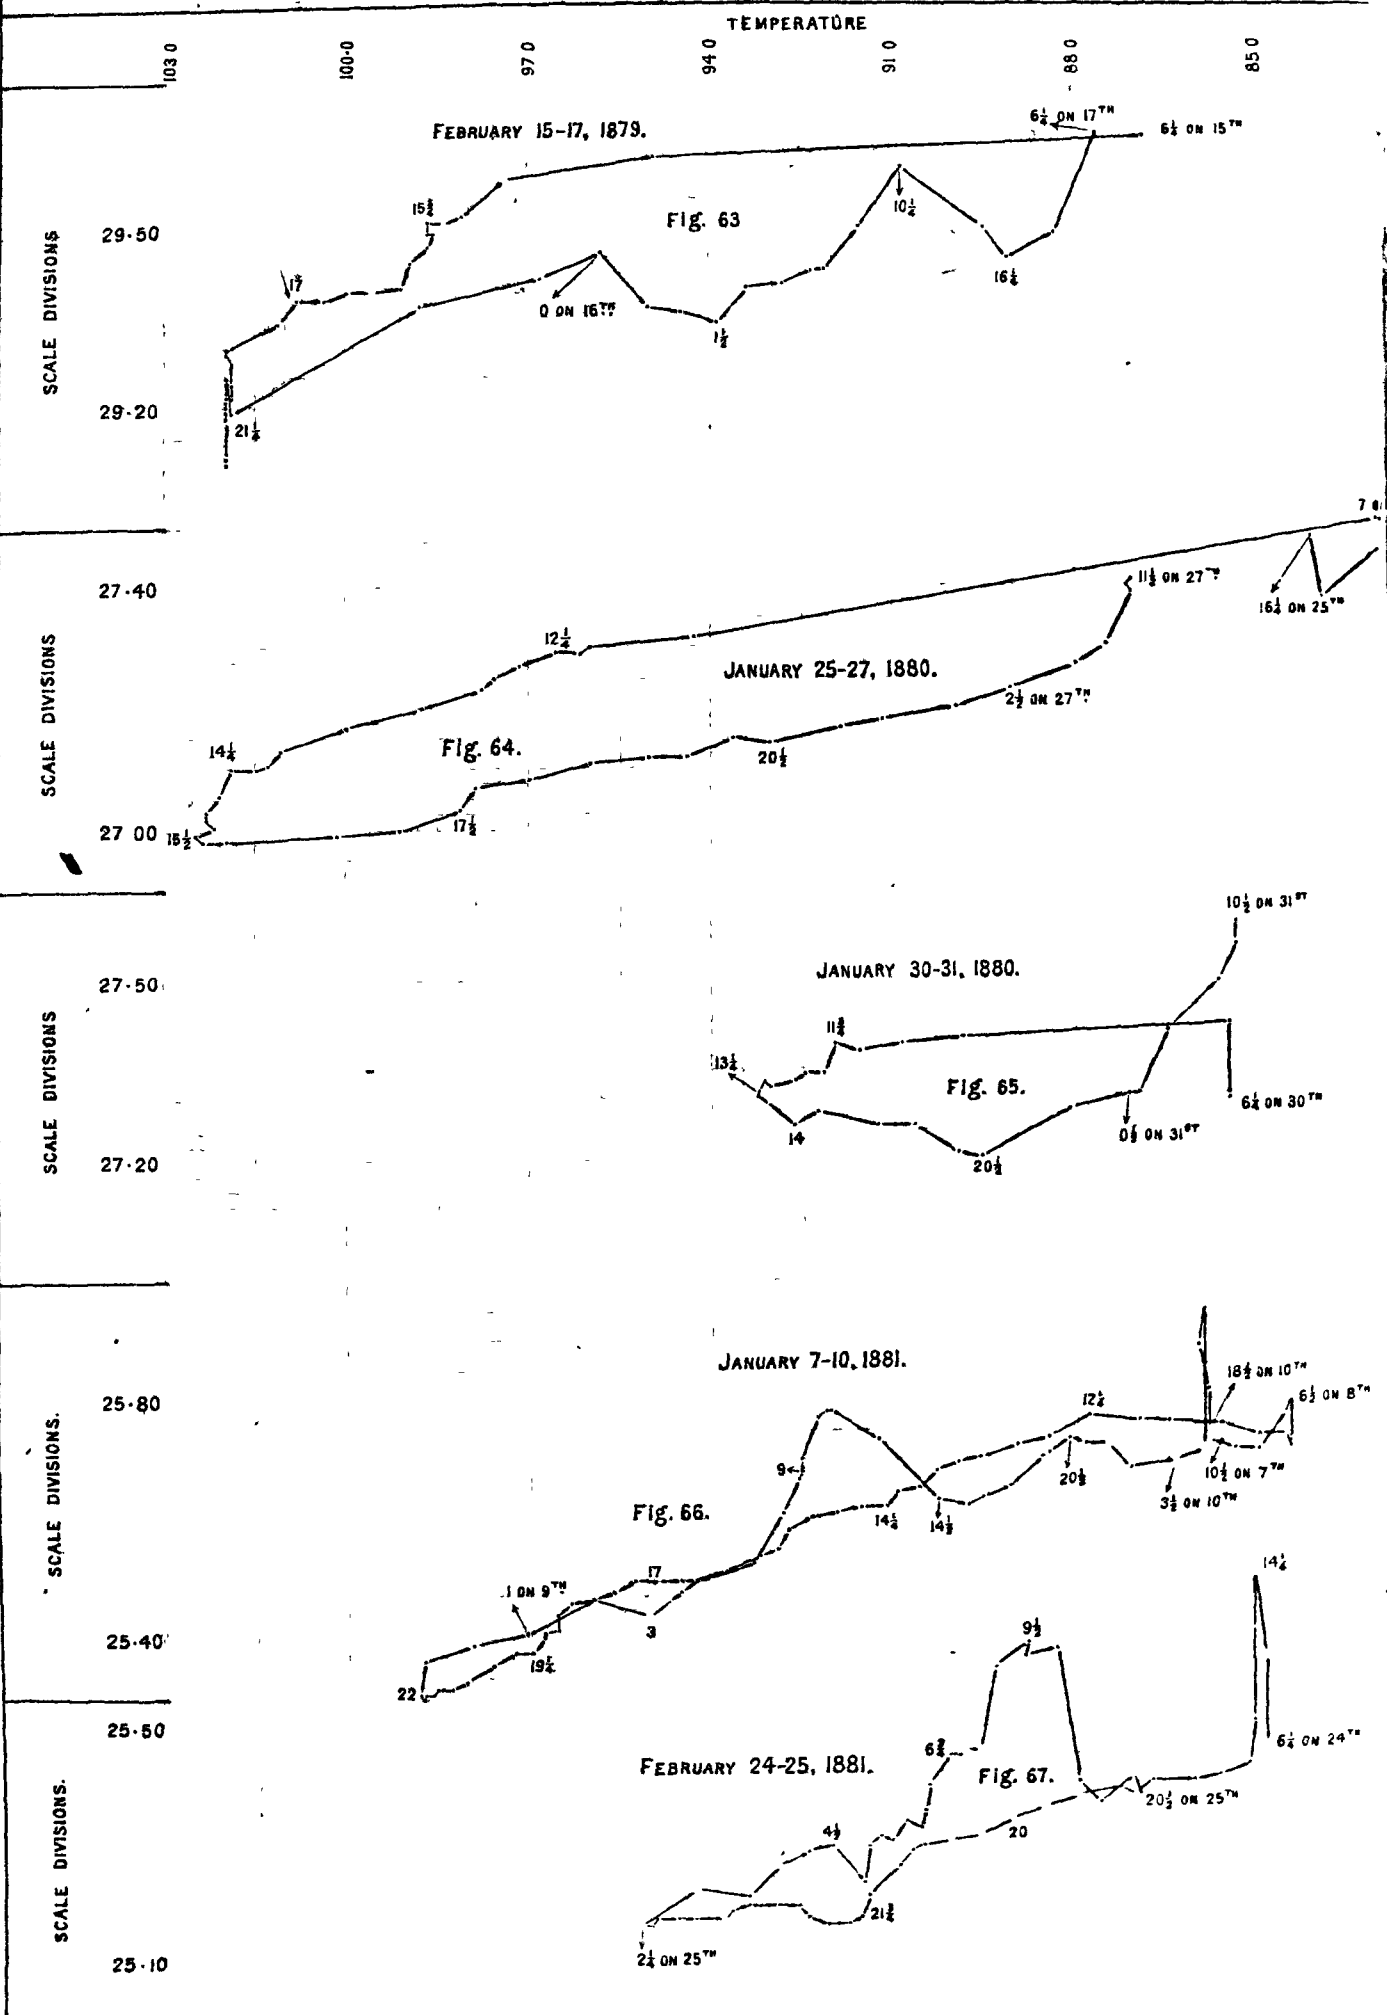 TEMPERATURE
103 0
100·0
97 0
94 0
91 0
88 0
85 0
FEBRUARY 15-17, 1879.
6¼ ON 17TH
6¼ ON 15TH
15¾
10¼
Fig. 63
SCALE DIVISIONS
29·50
16¼
0 ON 16TH
1½
29·20
21¼
27·40
11½ ON 27TH
16¼ ON 25TH
12¼
SCALE DIVISIONS
JANUARY 25-27, 1880.
2½ ON 27TH
14¼
Fig. 64.
20½
17½
27 00
15½
10½ ON 31ST
JANUARY 30-31, 1880.
27·50
11¾
13¼
SCALE DIVISIONS
Fig. 65.
6¼ ON 30TH
14
ON 31ST
27·20
20½
JANUARY 7-10, 1881.
18½ ON 10TH
6½ ON 8TH
25·80
12¼
9
20½
10½ ON 7TH
3½ ON 10TH
SCALE DIVISIONS.
Fig. 66.
14¼
14½
17
1 ON 9TH
3
25·40
19¼
22
14¼
9½
25·50
6¼ ON 24TH
6¾
FEBRUARY 24-25, 1881.
Fig. 67.
20½ ON 25TH
4½
20
SCALE DIVISIONS.
21¾
2¼ ON 25TH
25·10